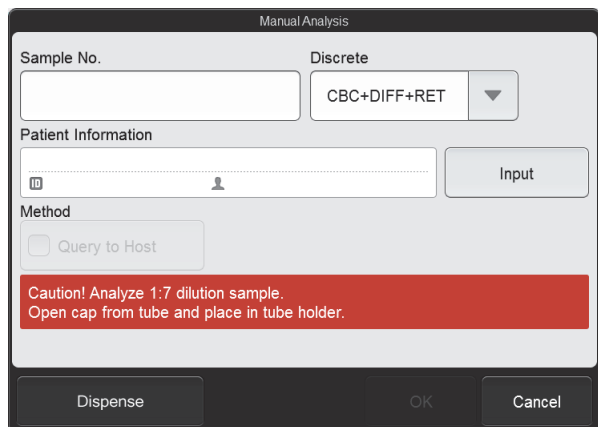 Manual Analysis
Sample No.
Discrete
CBC+DIFF+RET
Patient Information
ID
Input
Method
Query to Host
Caution! Analyze 1:7 dilution sample.
Open cap from tube and place in tube holder.
Dispense
OK
Cancel